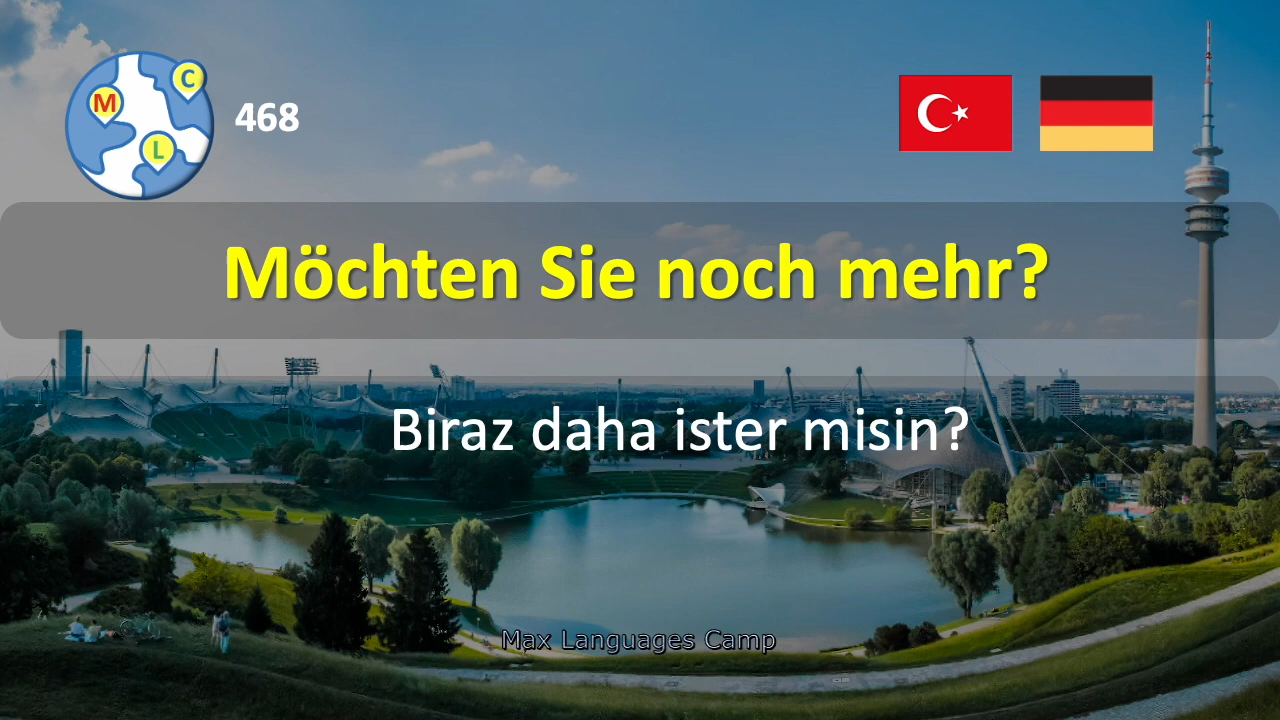 M
C
L
468
Möchten Sie noch mehr?
Biraz daha ister misin?
Max Languages Camp